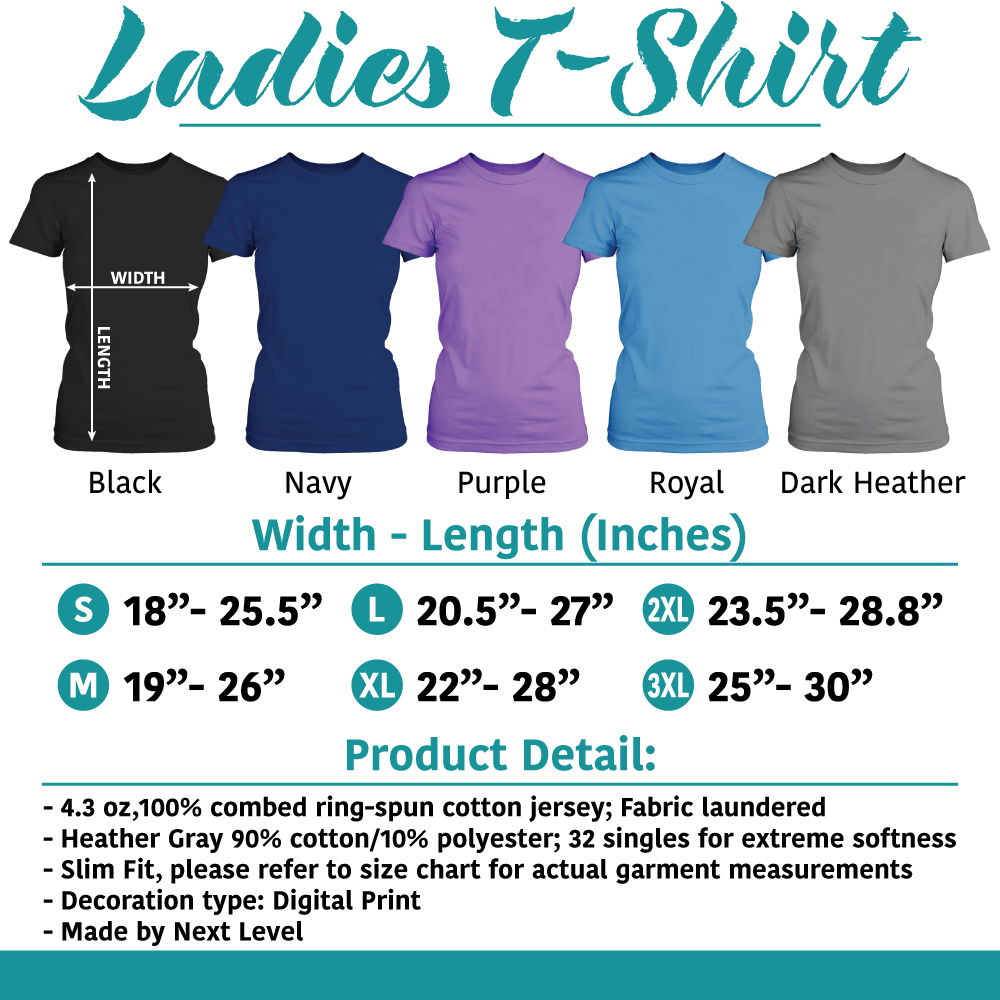 Ladies T-Shirt
WIDTH
LENGTH
Black
Navy
Purple
Royal
Dark Heather
Width - Length (Inches)
S 18”- 25.5”
L 20.5”- 27”
2XL 23.5”- 28.8”
M 19”- 26”
XL 22”- 28”
3XL 25”- 30”
Product Detail:
- 4.3 oz,100% combed ring-spun cotton jersey; Fabric laundered
- Heather Gray 90% cotton/10% polyester; 32 singles for extreme softness
- Slim Fit, please refer to size chart for actual garment measurements
- Decoration type: Digital Print
- Made by Next Level